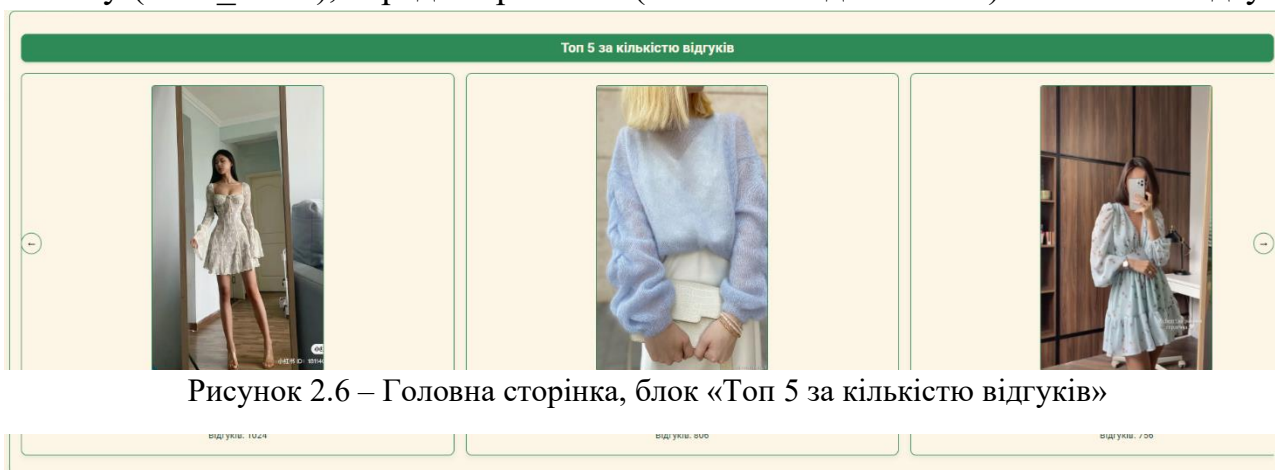 Топ 5 за кількістю відгуків
←
→
Рисунок 2.6 – Головна сторінка, блок «Топ 5 за кількістю відгуків»
Відгуків: 1024
Відгуків: 806
Відгуків: 756